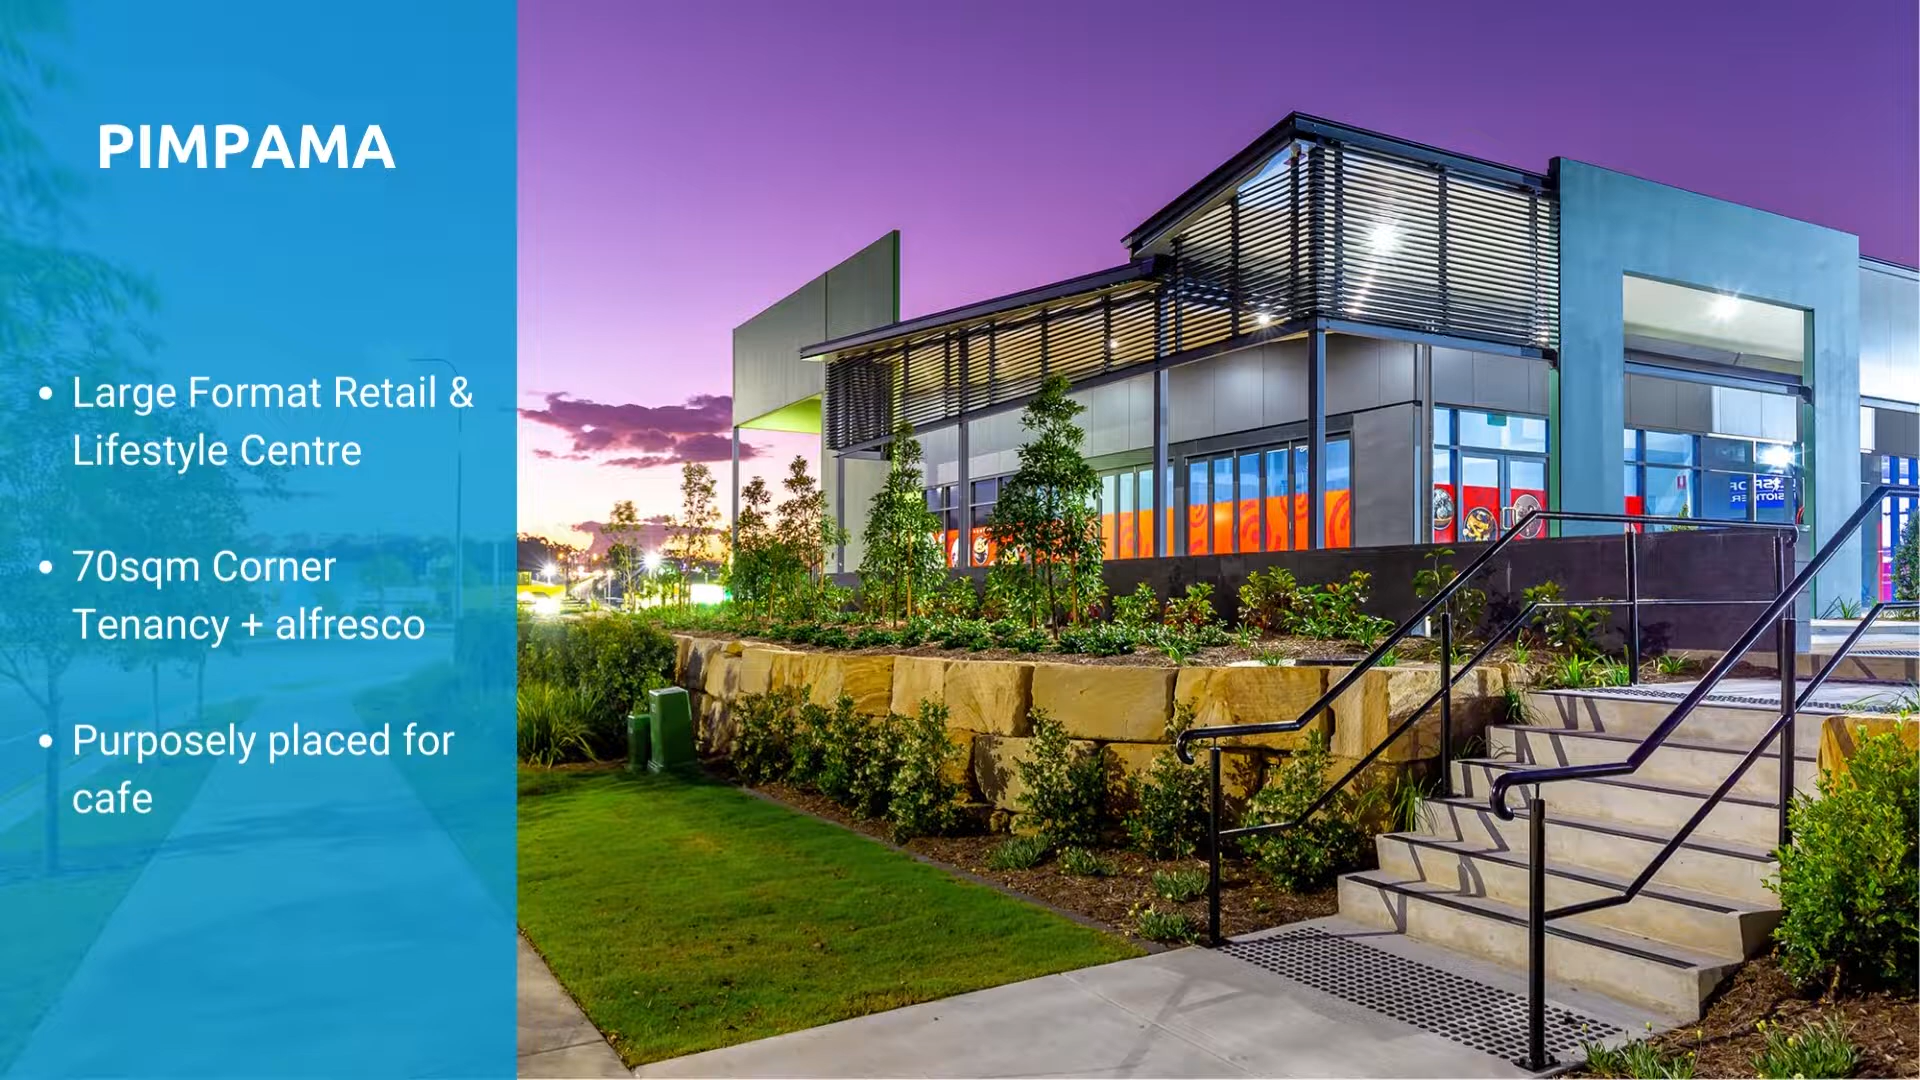 PIMPAMA
• Large Format Retail &
Lifestyle Centre
• 70sqm Corner
Tenancy + alfresco
• Purposely placed for
cafe